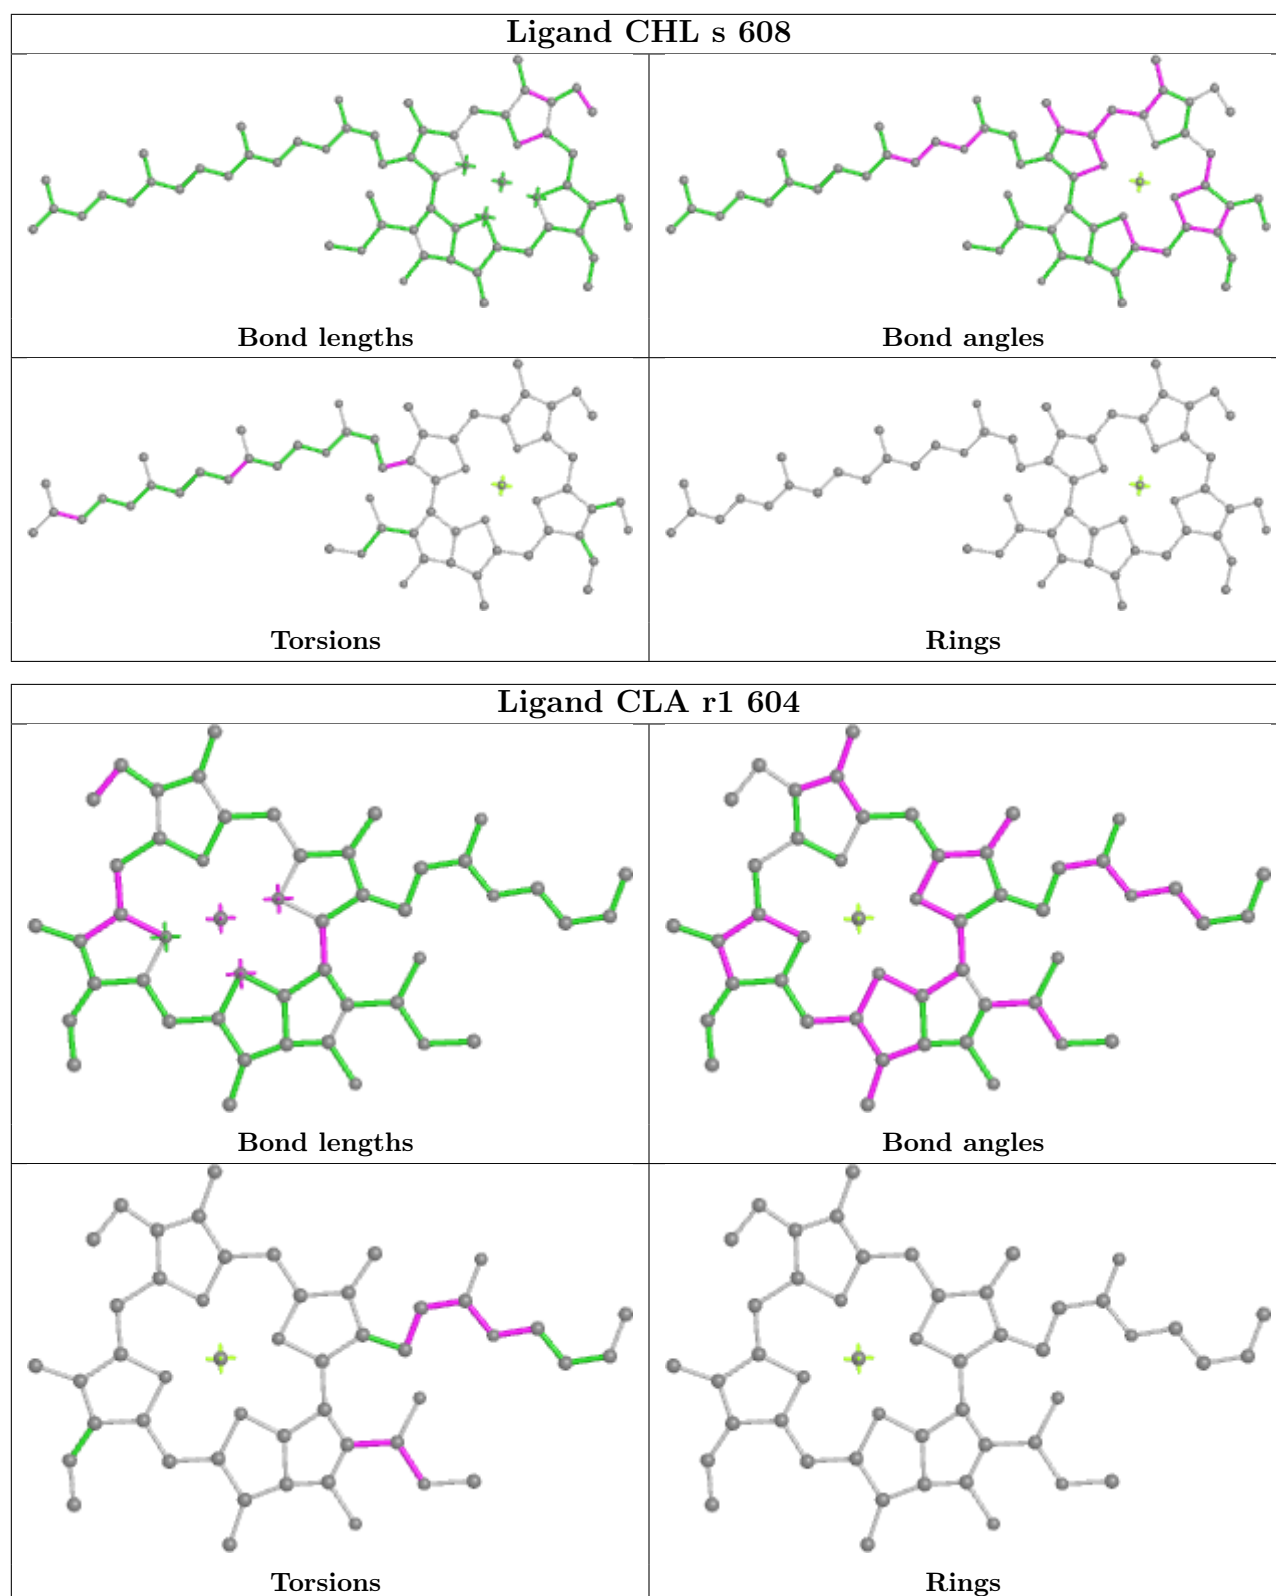 Ligand CHL s 608
Bond lengths
Bond angles
Torsions
Rings
Ligand CLA r1 604
Bond lengths
Bond angles
Torsions
Rings